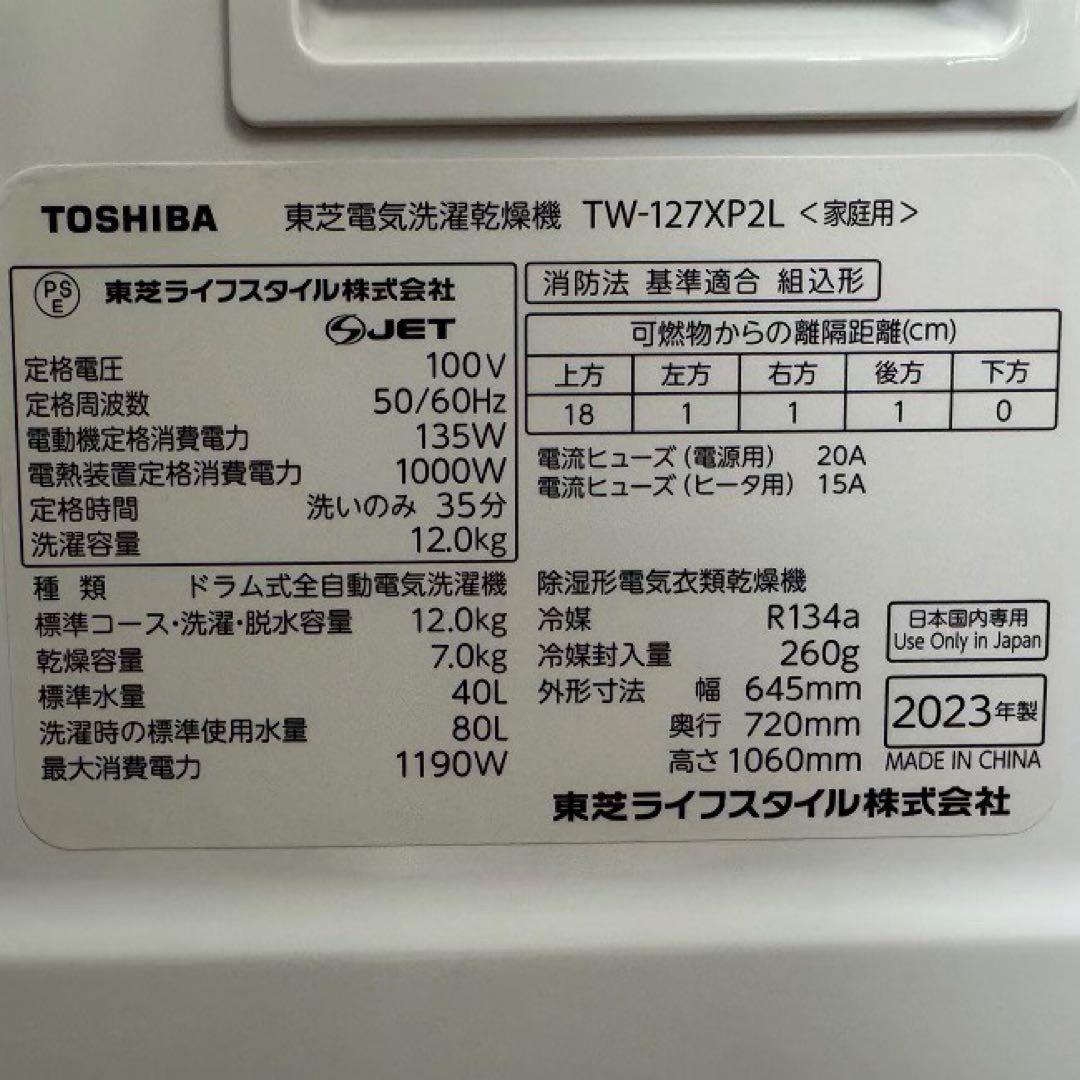 TOSHIBA 東芝電気洗濯乾燥機 TW-127XP2L <家庭用>
PSE 東芝ライフスタイル株式会社
JET
定格電圧 100V
定格周波数 50/60Hz
電動機定格消費電力 135W
電熱装置定格消費電力 1000W
定格時間 洗いのみ 35分
洗濯容量 12.0kg
消防法 基準適合 組込形
可燃物からの離隔距離(cm)
上方 左方 右方 後方 下方
18 1 1 1 0
電流ヒューズ(電源用) 20A
電流ヒューズ(ヒータ用) 15A
種類 ドラム式全自動電気洗濯機
標準コース・洗濯・脱水容量 12.0kg
乾燥容量 7.0kg
標準水量 40L
洗濯時の標準使用水量 80L
最大消費電力 1190W
除湿形電気衣類乾燥機
冷媒 R134a
冷媒封入量 260g
外形寸法 幅 645mm
奥行 720mm
高さ 1060mm
日本国内専用
Use Only in Japan
2023年製
MADE IN CHINA
東芝ライフスタイル株式会社